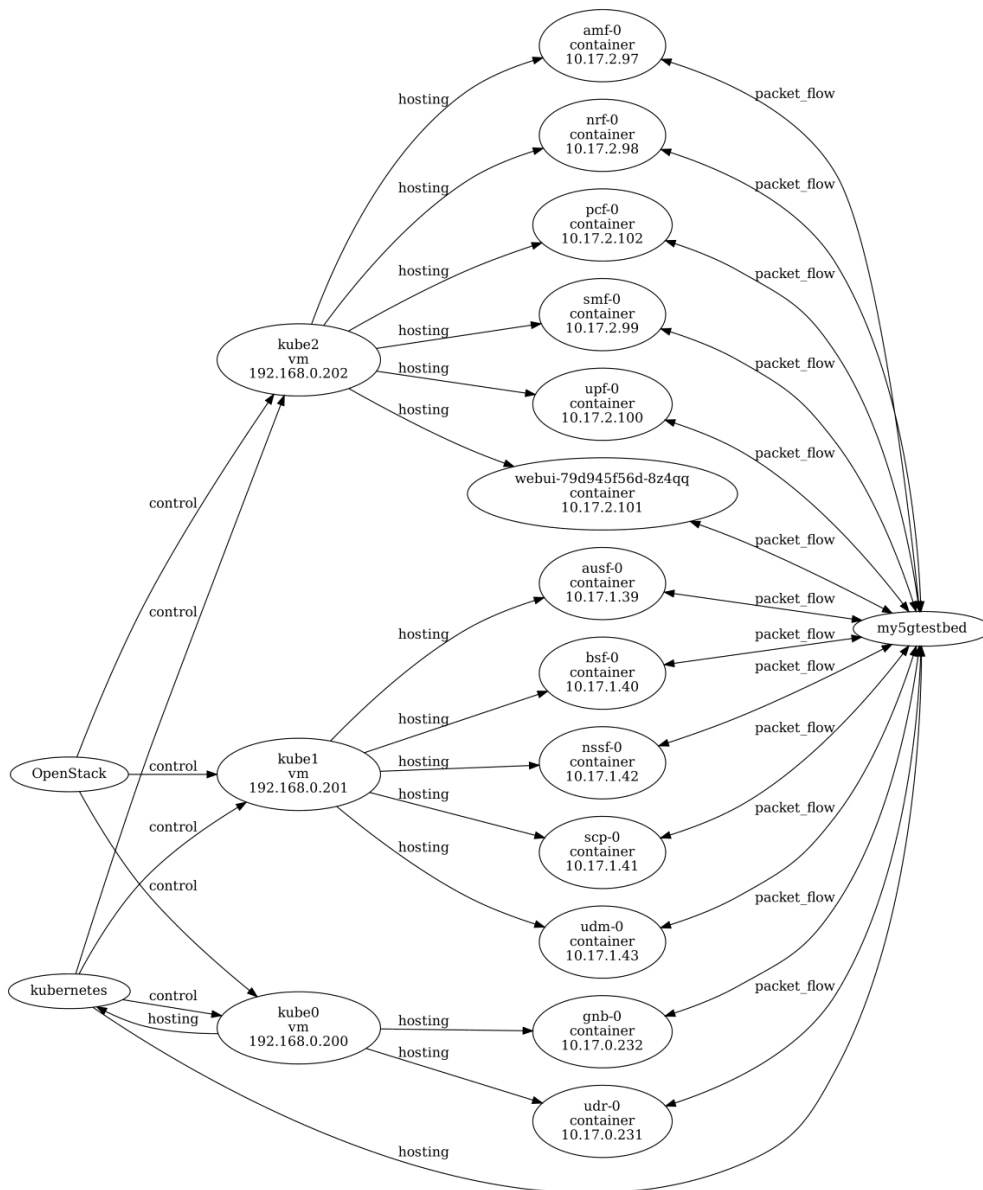 amf-0
container
10.17.2.97
packet_flow
hosting
nrf-0
container
10.17.2.98
packet_flow
hosting
pcf-0
container
10.17.2.102
hosting
packet_flow
smf-0
container
10.17.2.99
hosting
packet_flow
kube2
vm
192.168.0.202
hosting
upf-0
container
10.17.2.100
hosting
packet_flow
webui-79d945f56d-8z4qq
container
10.17.2.101
control
packet_flow
ausf-0
container
10.17.1.39
packet_flow
control
hosting
my5gtestbed
packet_flow
bsf-0
container
10.17.1.40
packet_flow
hosting
OpenStack
control
kube1
vm
192.168.0.201
hosting
nssf-0
container
10.17.1.42
packet_flow
hosting
control
scp-0
container
10.17.1.41
packet_flow
hosting
control
udm-0
container
10.17.1.43
packet_flow
kubernetes
control
hosting
kube0
vm
192.168.0.200
hosting
gnb-0
container
10.17.0.232
packet_flow
hosting
udr-0
container
10.17.0.231
hosting